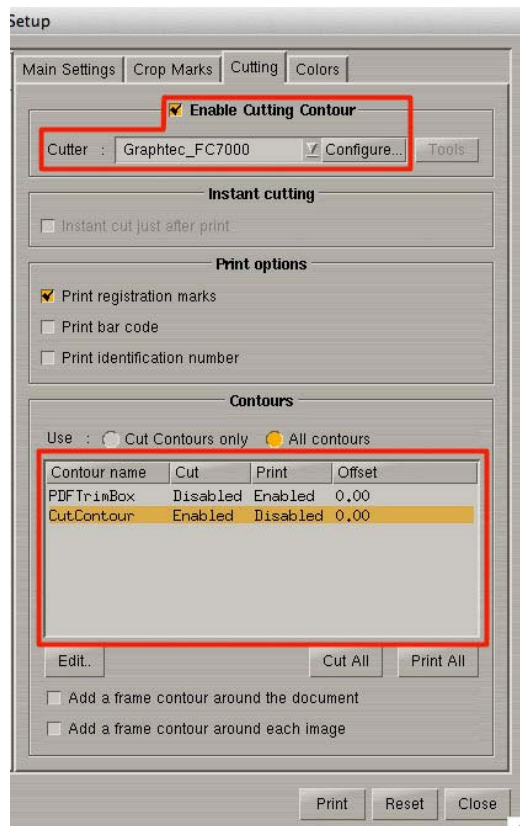 Setup
Main Settings Crop Marks Cutting Colors
Enable Cutting Contour
Cutter : Graphtec_FC7000 Configure... Tools
Instant cutting
Instant cut just after print
Print options
Print registration marks
Print bar code
Print identification number
Contours
Use : Cut Contours only All contours
Contour name Cut Print Offset
PDFTrimBox Disabled Enabled 0.00
CutContour Enabled Disabled 0.00
Edit.. Cut All Print All
Add a frame contour around the document
Add a frame contour around each image
Print Reset Close